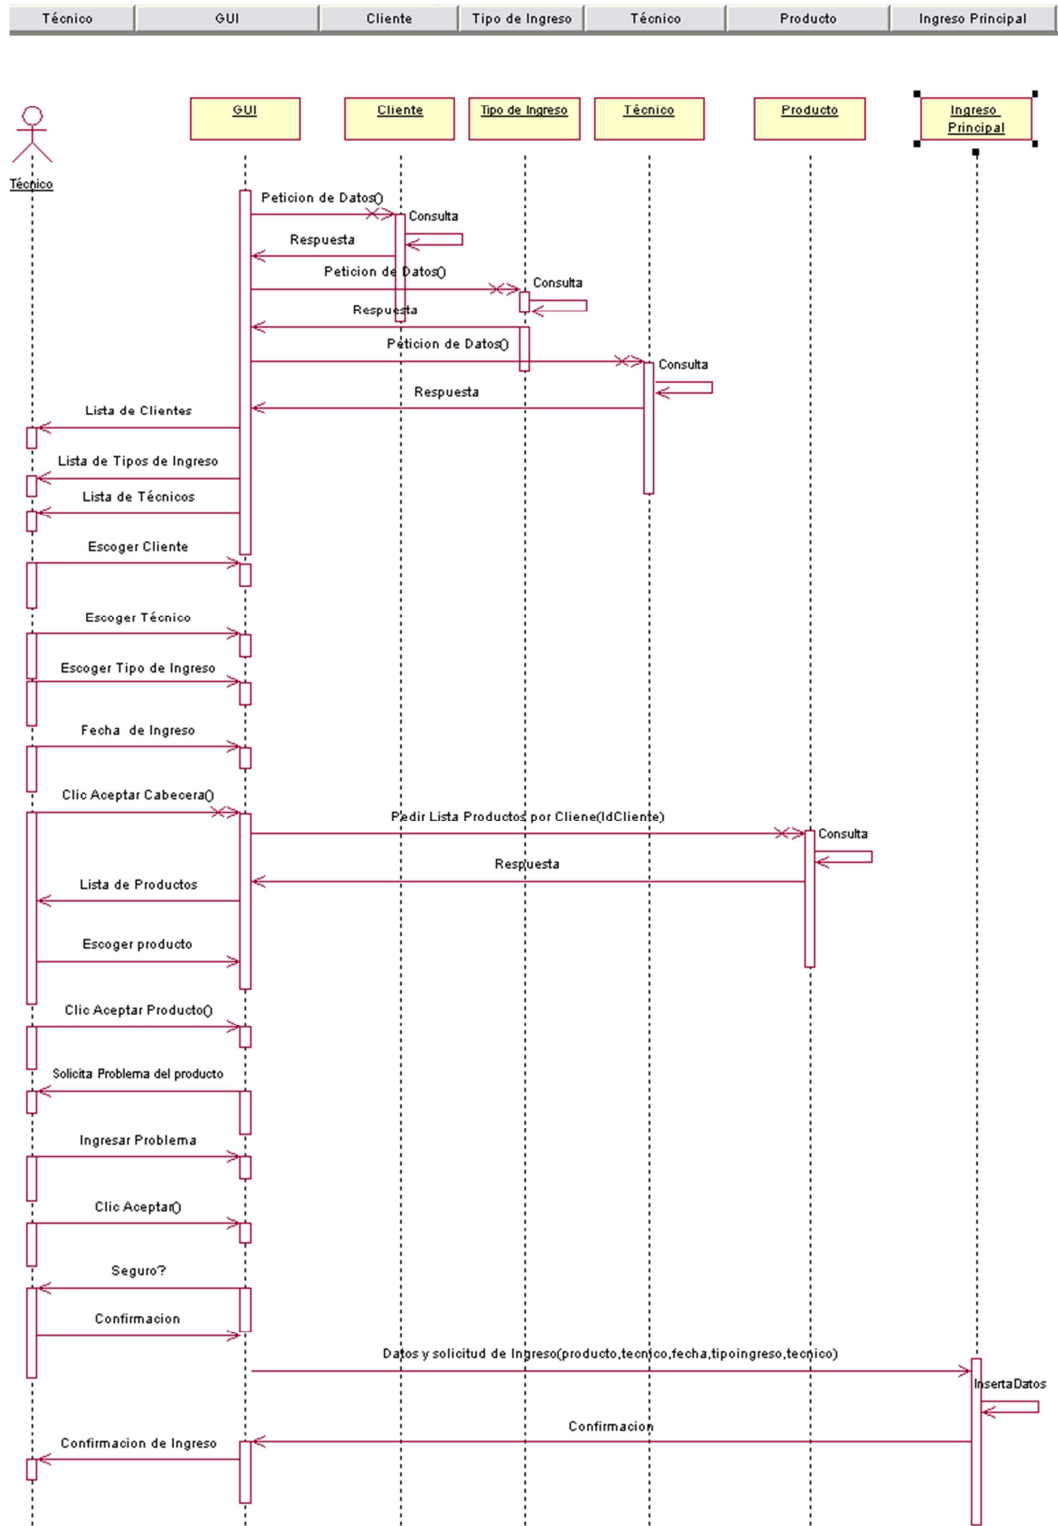 Técnico GUI Cliente Tipo de Ingreso Técnico Producto Ingreso Principal
GUI Cliente Tipo de Ingreso Técnico Producto Ingreso
Principal
Técnico
Peticion de Datos()
Consulta
Respuesta
Peticion de Datos()
Consulta
Respuesta
Peticion de Datos()
Consulta
Respuesta
Lista de Clientes
Lista de Tipos de Ingreso
Lista de Técnicos
Escoger Cliente
Escoger Técnico
Escoger Tipo de Ingreso
Fecha de Ingreso
Clic Aceptar Cabecera()
Pedir Lista Productos por Cliene(IdCliente)
Consulta
Respuesta
Lista de Productos
Escoger producto
Clic Aceptar Producto()
Solicita Problema del producto
Ingresar Problema
Clic Aceptar()
Seguro?
Confirmacion
Datos y solicitud de Ingreso(producto,tecnico,fecha,tipoingreso,tecnico)
InsertaDatos
Confirmacion
Confirmacion de Ingreso